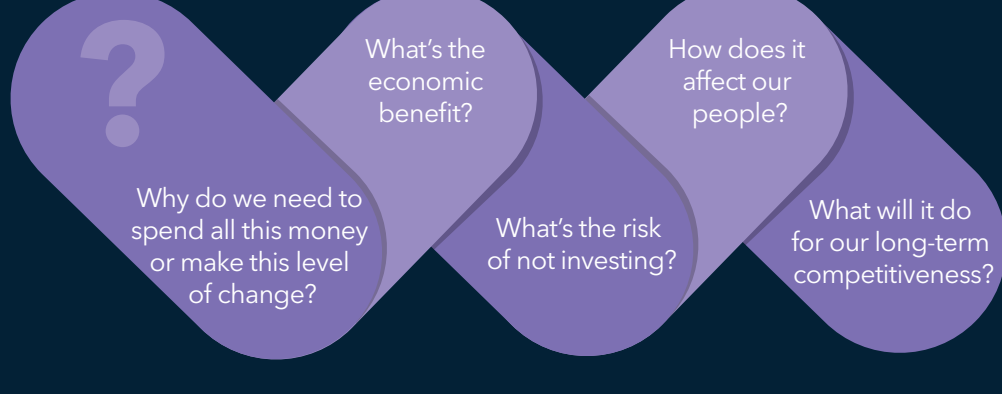 ?
Why do we need to
spend all this money
or make this level
of change?
What's the
economic
benefit?
What's the risk
of not investing?
How does it
affect our
people?
What will it do
for our long-term
competitiveness?